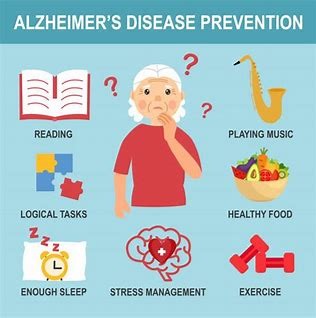 ALZHEIMER'S DISEASE PREVENTION
? ? ?
READING
PLAYING MUSIC
LOGICAL TASKS
HEALTHY FOOD
Z Z Z
ENOUGH SLEEP
STRESS MANAGEMENT
EXERCISE